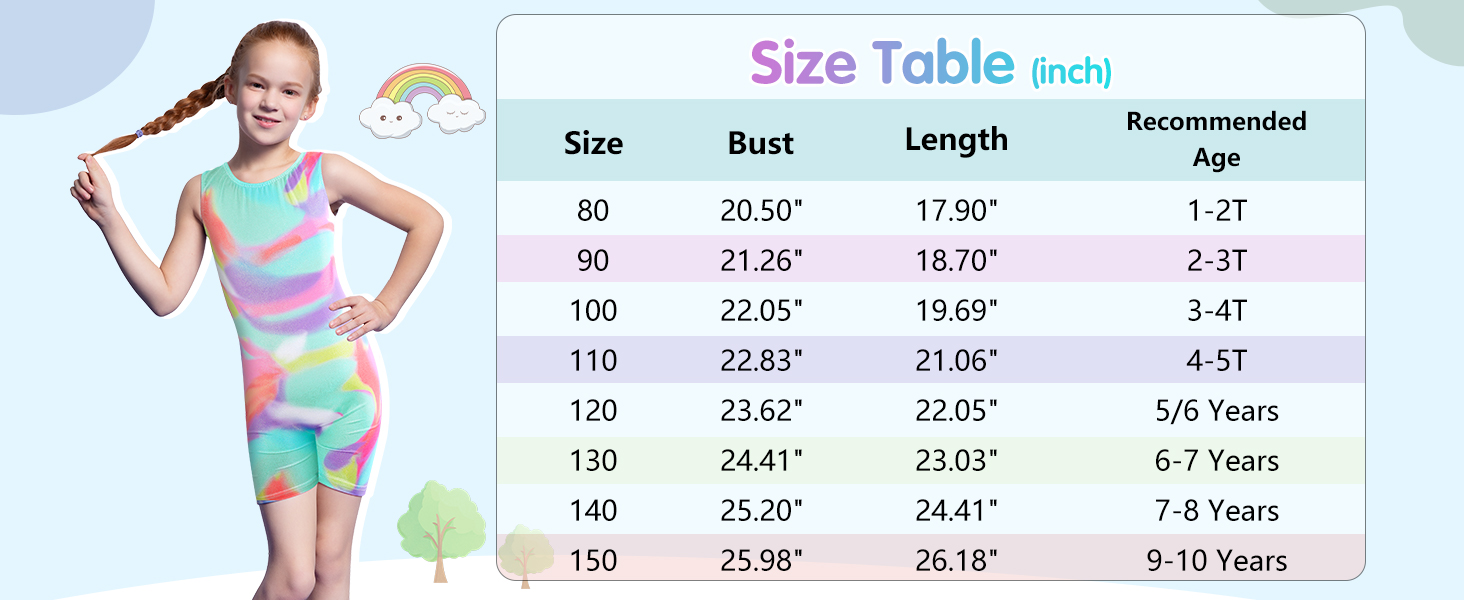 Size Table (inch)
Size Bust Length Recommended Age
80 20.50" 17.90" 1-2T
90 21.26" 18.70" 2-3T
100 22.05" 19.69" 3-4T
110 22.83" 21.06" 4-5T
120 23.62" 22.05" 5/6 Years
130 24.41" 23.03" 6-7 Years
140 25.20" 24.41" 7-8 Years
150 25.98" 26.18" 9-10 Years